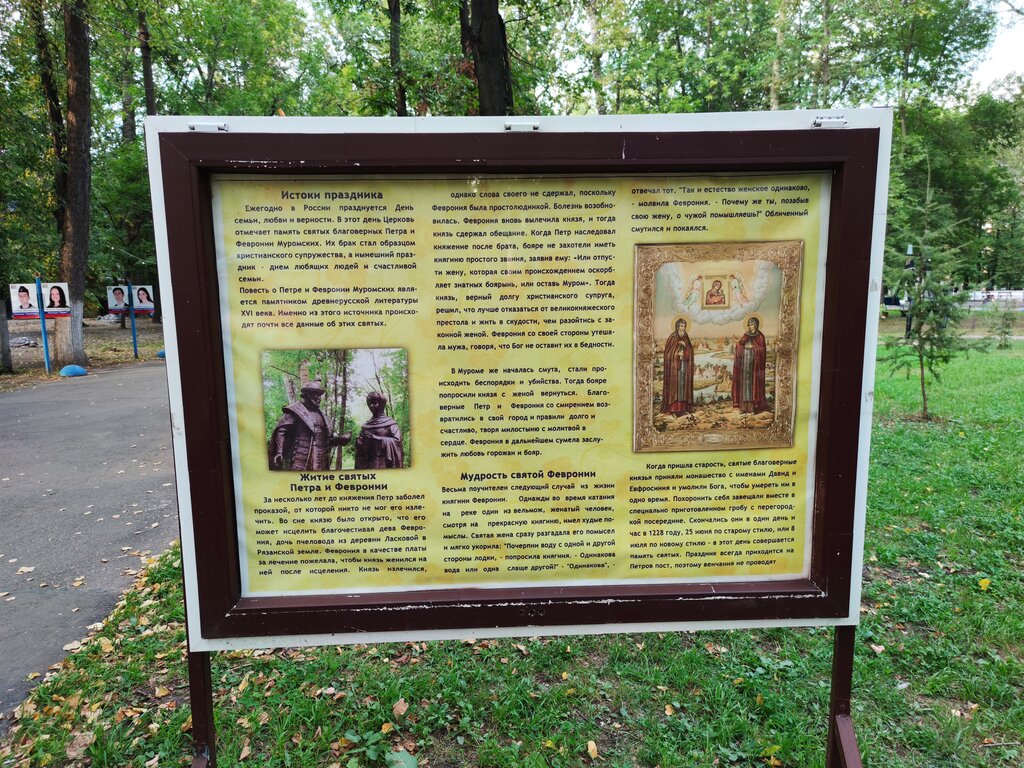 Истоки праздника
Ежегодно в России празднуется День
семьи, любви и верности. В этот день Церковь
отмечает память святых благоверных Петра и
Февронии Муромских. Их брак стал образцом
христианского супружества, а нынешний празд-
дник - днем любящих людей и счастливой
семьи.
Повесть о Петре и Февронии Муромских явля-
ется памятником древнерусской литературы
XVI века. Именно из этого источника происхо-
дят почти все данные об этих святых.
Житие святых
Петра и Февронии
За несколько лет до княжения Петр заболел
проказой, от которой никто не мог его изле-
чить. Во сне князю было открыто, что его
может исцелить благочестивая дева Февро-
ния, дочь пчеловода из деревни Ласковой в
Рязанской земле. Феврония в качестве платы
за лечение пожелала, чтобы князь женился на
ней после исцеления. Князь излечился,
однако слова своего не сдержал, поскольку
Феврония была простолюдинкой. Болезнь возобно-
вилась. Феврония вновь вылечила князя, и тогда
князь сдержал обещание. Когда Петр наследовал
княжение после брата, бояре не захотели иметь
княгиню простого звания, заявив ему: «Или отпус-
ти жену, которая своим происхождением оскорб-
ляет знатных боярынь, или оставь Муром». Тогда
князь, верный долгу христианского супруга,
решил, что лучше отказаться от великокняжеского
престола и жить в скудости, чем разойтись с за-
конной женой. Феврония со своей стороны утеша-
ла мужа, говоря, что Бог не оставит их в бедности.
В Муроме же началась смута, стали про-
исходить беспорядки и убийства. Тогда бояре
попросили князя с женой вернуться. Благо-
верные Петр и Феврония со смирением воз-
вратились в свой город и правили долго и
счастливо, творя милостыню с молитвой в
сердце. Феврония в дальнейшем сумела заслу-
жить любовь горожан и бояр.
Мудрость святой Февронии
Весьма поучителен следующий случай из жизни
княгини Февронии. Однажды во время катания
на реке один из вельмож, женатый человек,
смотря на прекрасную княгиню, имел худые по-
мыслы. Святая жена сразу разгадала его помысел
и мягко укорила: "Почерпни воду с одной и другой
стороны лодки, - попросила княгиня. - Одинакова
вода или одна слаще другой?" - "Одинакова", -
отвечал тот. "Так и естество женское одинаково,
- молвила Феврония. - Почему же ты, позабыв
свою жену, о чужой помышляешь?" Обличенный
смутился и покаялся.
Когда пришла старость, святые благоверные
князья приняли монашество с именами Давид и
Евфросиния и умолили Бога, чтобы умереть им в
одно время. Похоронить себя завещали вместе в
специально приготовленном гробу с перегород-
кой посередине. Скончались они в один день и
час в 1228 году, 25 июня по старому стилю, или 8
июля по новому стилю - в этот день совершается
память святых. Праздник всегда приходится на
Петров пост, поэтому венчания не проводят